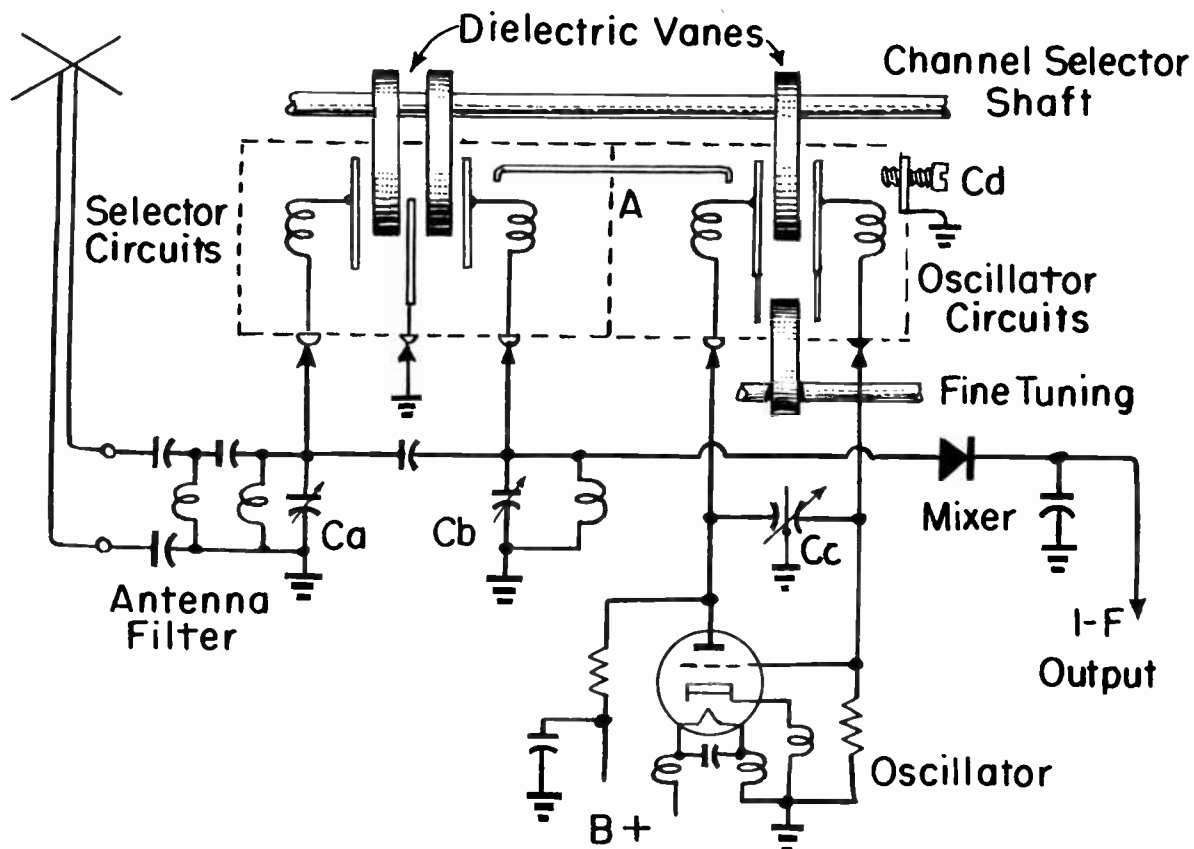 Dielectric Vanes
Channel Selector
Shaft
Selector
Circuits
A
Cd
Oscillator
Circuits
Fine Tuning
Ca
Cb
Cc
Mixer
Antenna
Filter
I-F
Output
Oscillator
B+